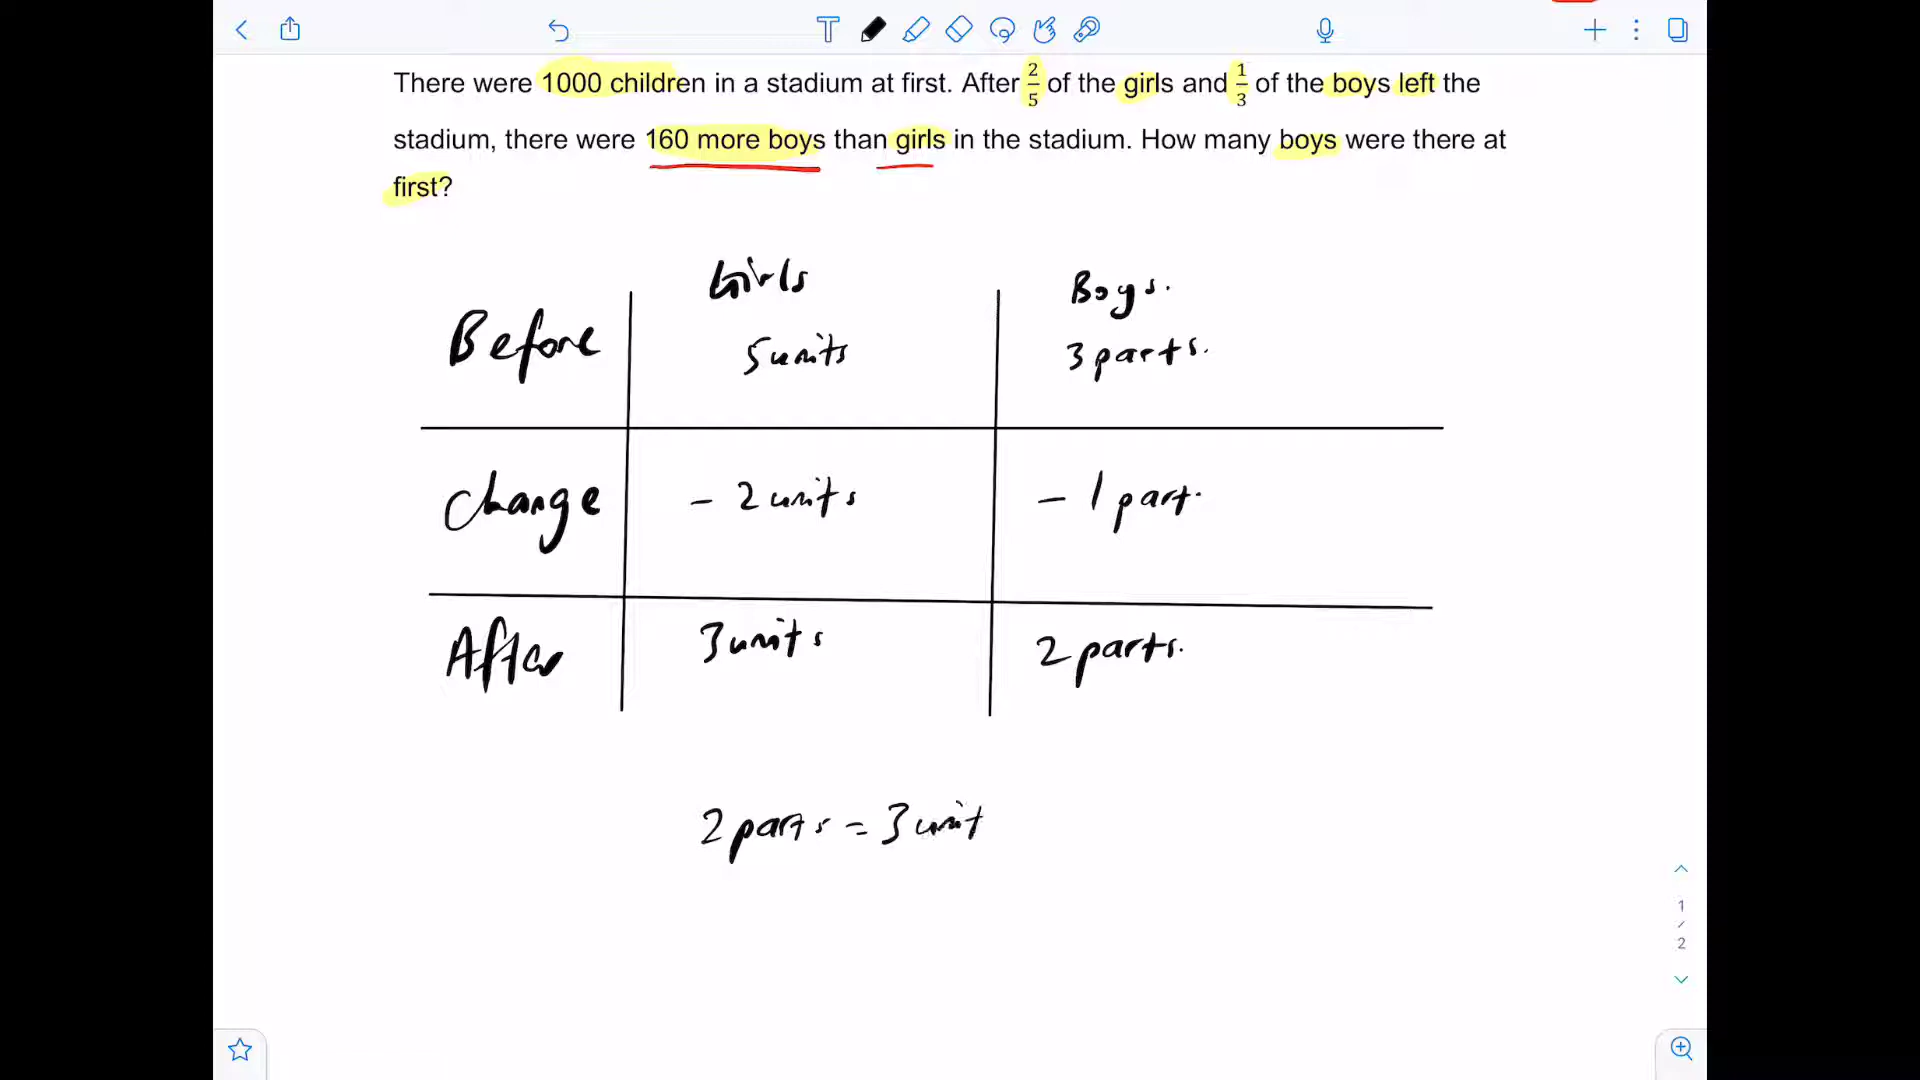 There were 1000 children in a stadium at first. After 2/5 of the girls and 1/3 of the boys left the
stadium, there were 160 more boys than girls in the stadium. How many boys were there at
first?
Girls Boys.
Before 5 units 3 parts.
Change - 2 units - 1 part.
After 3 units 2 parts.
2 parts = 3 unit
1
/
2